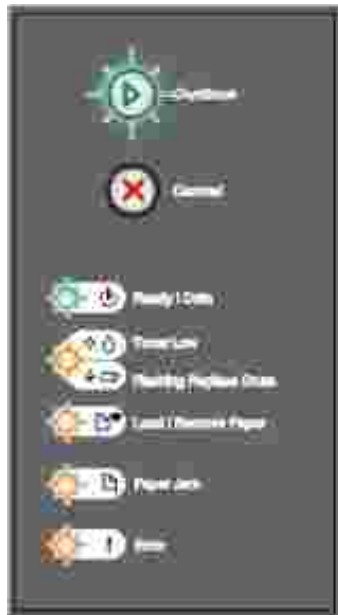 Continue
Cancel
Ready / Data
Toner Low
Flashing Replace Drum
Load / Remove Paper
Paper Jam
Error